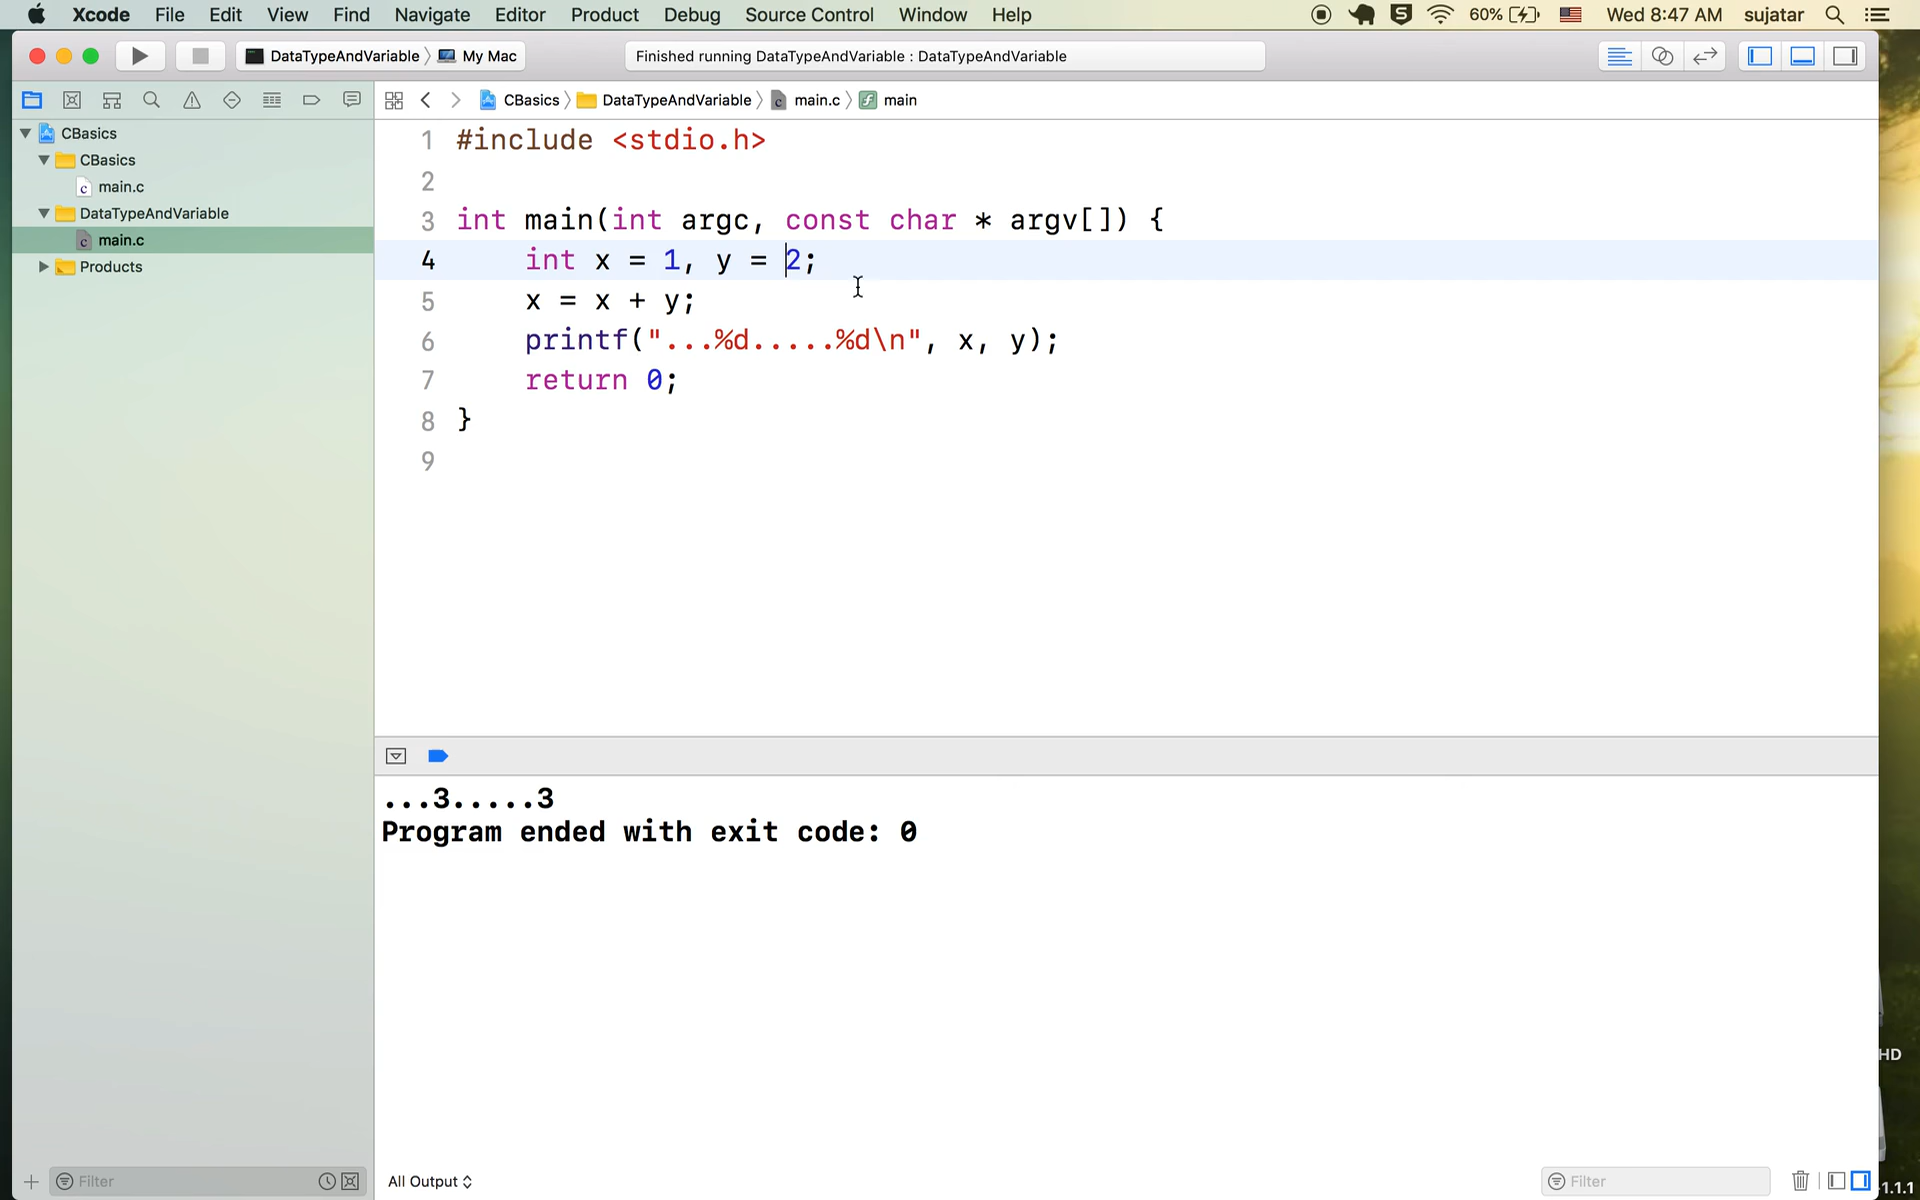 Xcode File Edit View Find Navigate Editor Product Debug Source Control Window Help 60% Wed 8:47 AM sujatar
DataTypeAndVariable My Mac Finished running DataTypeAndVariable : DataTypeAndVariable
CBasics DataTypeAndVariable main.c main
CBasics
CBasics
main.c
DataTypeAndVariable
main.c
Products
1 #include <stdio.h>
2
3 int main(int argc, const char * argv[]) {
4 int x = 1, y = 2;
5 x = x + y;
6 printf("...%d.....%d\n", x, y);
7 return 0;
8 }
9
...3.....3
Program ended with exit code: 0
HD
Filter All Output Filter
-1.1.1